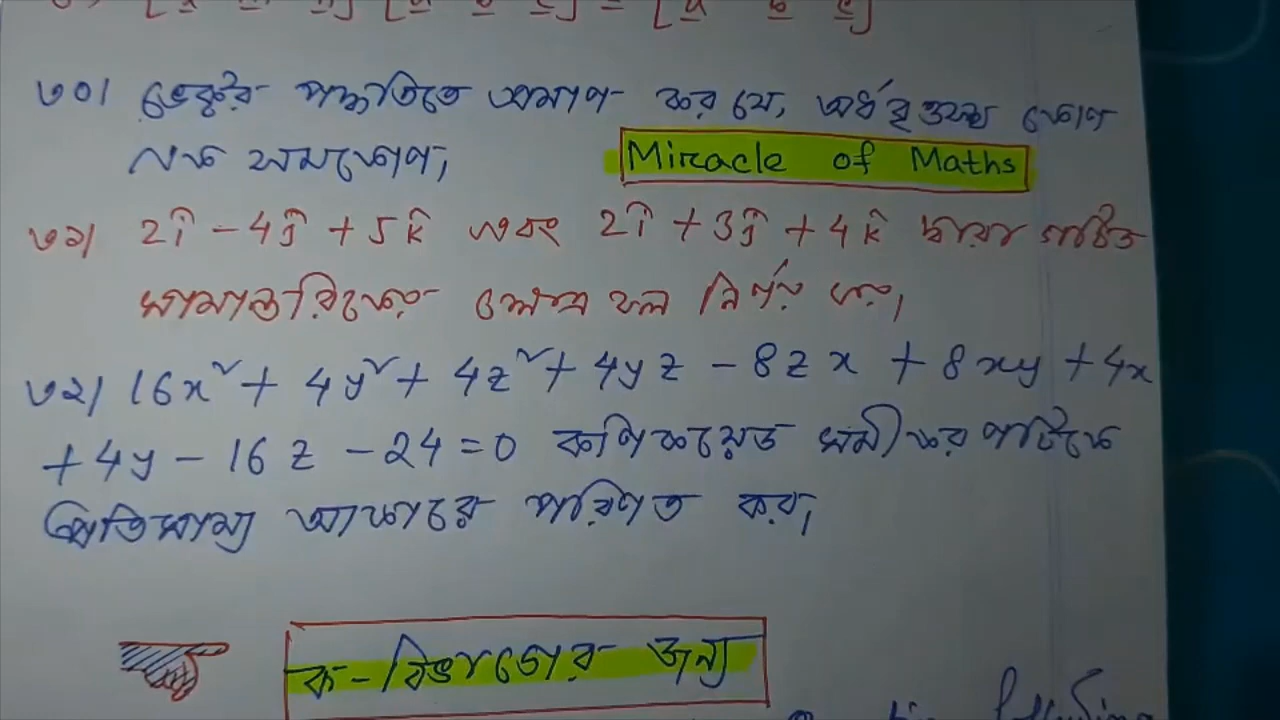 ৩০। ভেক্টর পদ্ধতিতে প্রমাণ কর যে, অর্ধবৃত্তস্থ কোণ
এক সমকোণ।
Miracle of Maths
৩১। 2î - 4ĵ + 5k̂ এবং 2î + 3ĵ + 4k̂ দ্বারা গঠিত
সামান্তরিকের ক্ষেত্রফল নির্ণয় কর।
৩২। 16x² + 4y² + 4z² + 4yz - 8zx + 8xy + 4x
+ 4y - 16z - 24 = 0 কণিকয়েড সমীকরণটিকে
প্রতিসাম্য আকারে পরিণত কর।
ক-বিভাগের জন্য